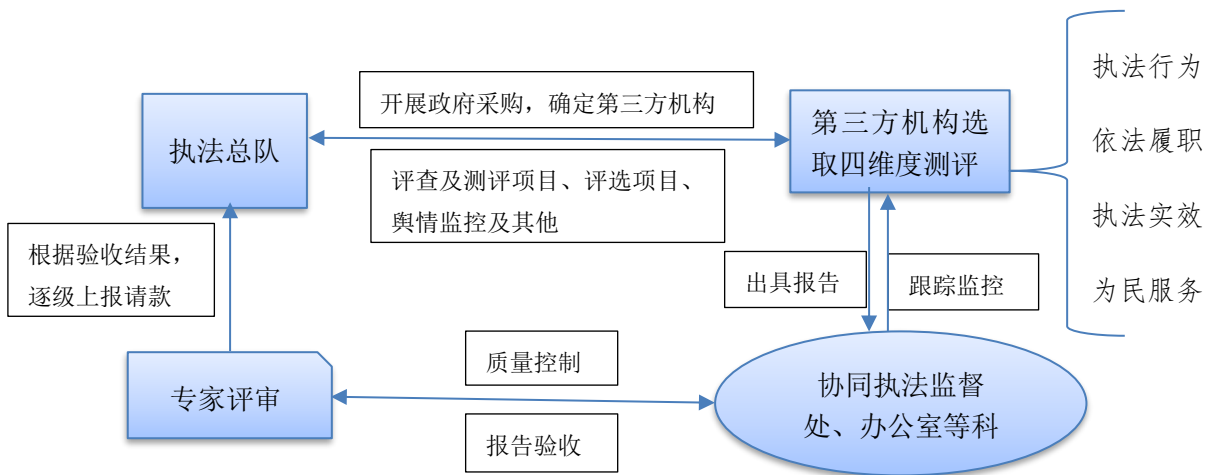 执法行为
开展政府采购，确定第三方机构
第三方机构选
取四维度测评
执法总队
依法履职
评查及测评项目、评选项目、
舆情监控及其他
执法实效
根据验收结果，
逐级上报请款
出具报告
跟踪监控
为民服务
质量控制
专家评审
协同执法监督
处、办公室等科
报告验收